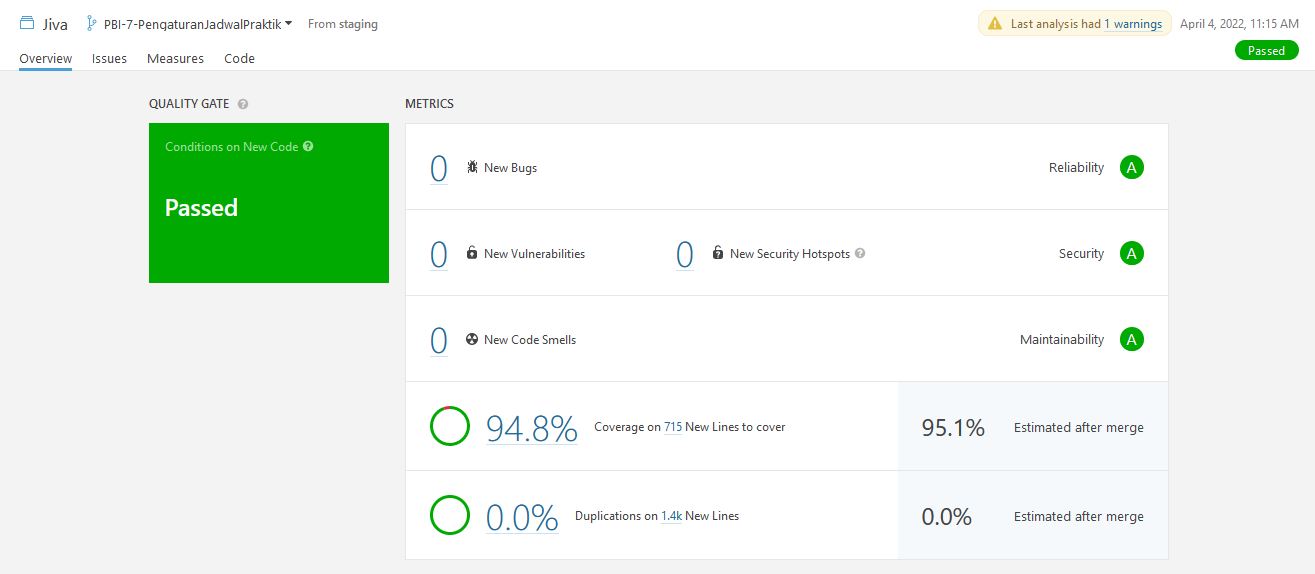 Jiva PBI-7-PengaturanJadwalPraktik From staging Last analysis had 1 warnings April 4, 2022, 11:15 AM
Passed
Overview Issues Measures Code
QUALITY GATE ?
METRICS
Conditions on New Code ?
Passed
0 New Bugs Reliability A
0 New Vulnerabilities 0 New Security Hotspots ? Security A
0 New Code Smells Maintainability A
94.8% Coverage on 715 New Lines to cover 95.1% Estimated after merge
0.0% Duplications on 1.4k New Lines 0.0% Estimated after merge